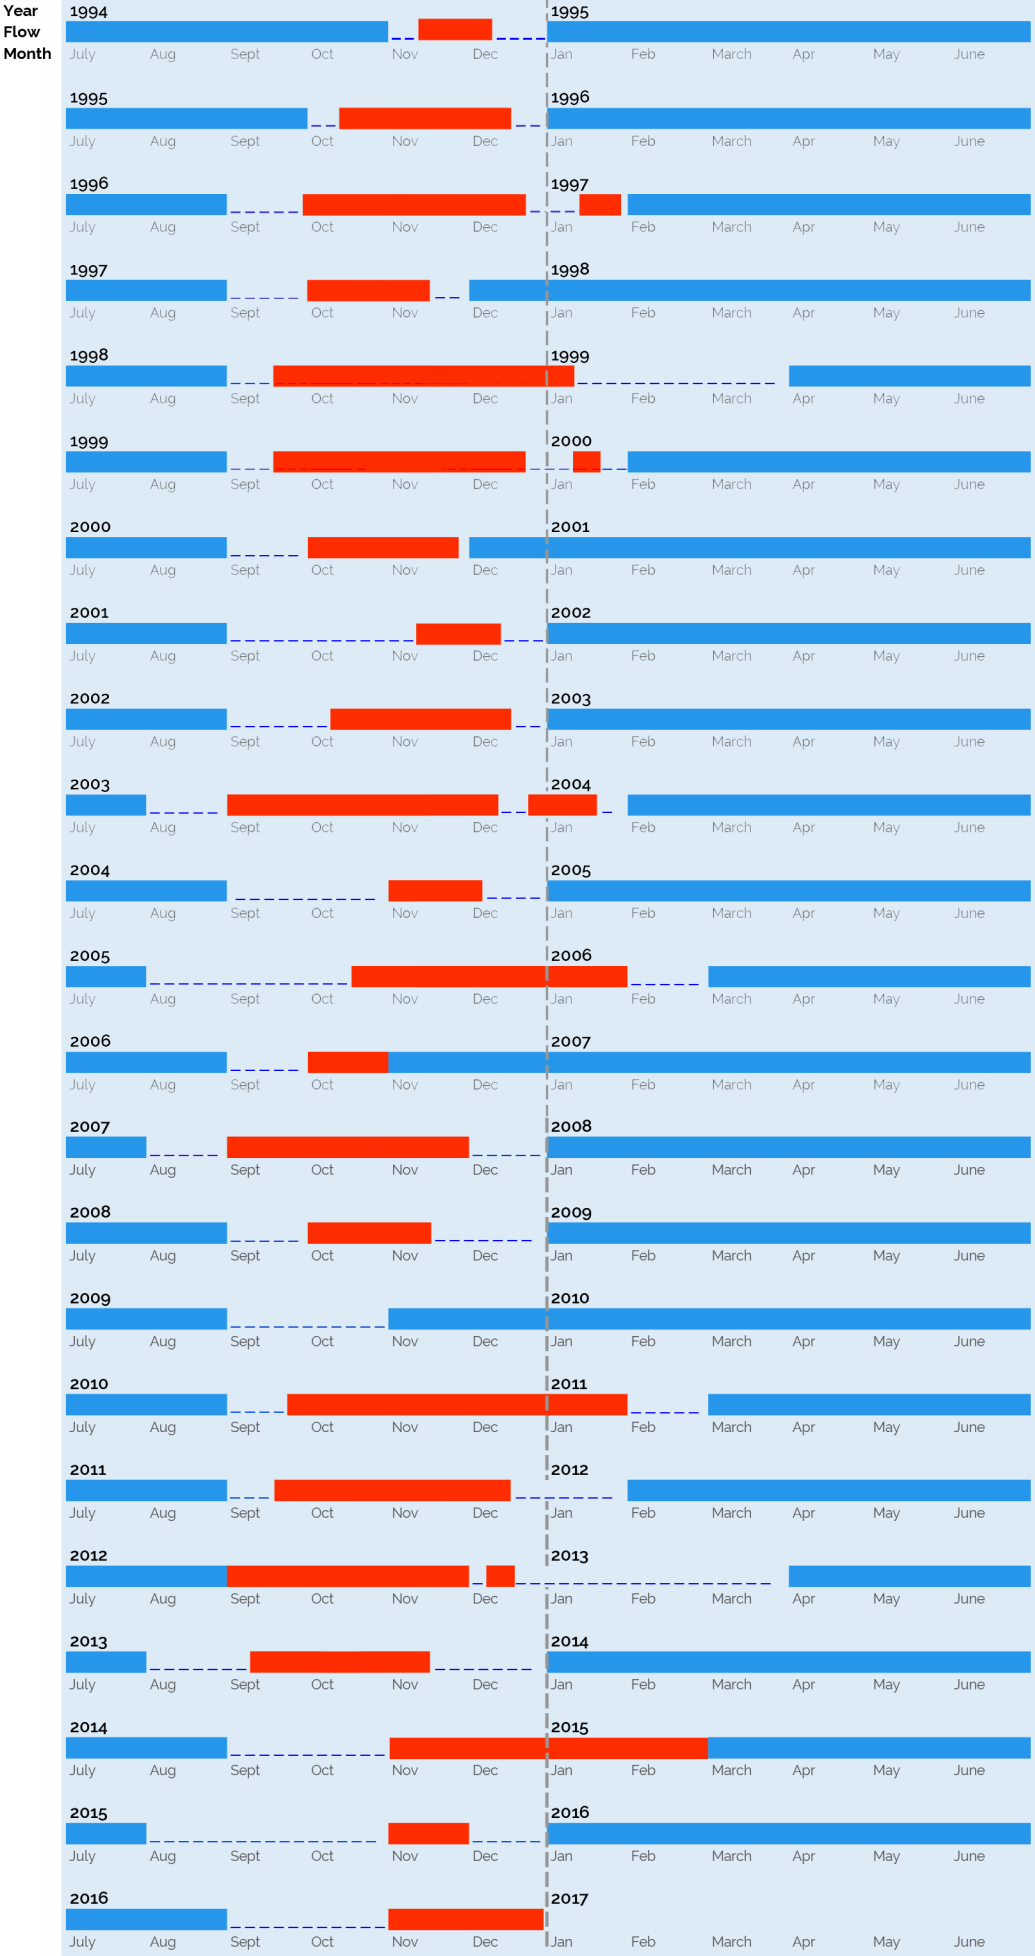 Year 1994 1995
Flow
Month July Aug Sept Oct Nov Dec Jan Feb March Apr May June
1995 1996
July Aug Sept Oct Nov Dec Jan Feb March Apr May June
1996 1997
July Aug Sept Oct Nov Dec Jan Feb March Apr May June
1997 1998
July Aug Sept Oct Nov Dec Jan Feb March Apr May June
1998 1999
July Aug Sept Oct Nov Dec Jan Feb March Apr May June
1999 2000
July Aug Sept Oct Nov Dec Jan Feb March Apr May June
2000 2001
July Aug Sept Oct Nov Dec Jan Feb March Apr May June
2001 2002
July Aug Sept Oct Nov Dec Jan Feb March Apr May June
2002 2003
July Aug Sept Oct Nov Dec Jan Feb March Apr May June
2003 2004
July Aug Sept Oct Nov Dec Jan Feb March Apr May June
2004 2005
July Aug Sept Oct Nov Dec Jan Feb March Apr May June
2005 2006
July Aug Sept Oct Nov Dec Jan Feb March Apr May June
2006 2007
July Aug Sept Oct Nov Dec Jan Feb March Apr May June
2007 2008
July Aug Sept Oct Nov Dec Jan Feb March Apr May June
2008 2009
July Aug Sept Oct Nov Dec Jan Feb March Apr May June
2009 2010
July Aug Sept Oct Nov Dec Jan Feb March Apr May June
2010 2011
July Aug Sept Oct Nov Dec Jan Feb March Apr May June
2011 2012
July Aug Sept Oct Nov Dec Jan Feb March Apr May June
2012 2013
July Aug Sept Oct Nov Dec Jan Feb March Apr May June
2013 2014
July Aug Sept Oct Nov Dec Jan Feb March Apr May June
2014 2015
July Aug Sept Oct Nov Dec Jan Feb March Apr May June
2015 2016
July Aug Sept Oct Nov Dec Jan Feb March Apr May June
2016 2017
July Aug Sept Oct Nov Dec Jan Feb March Apr May June